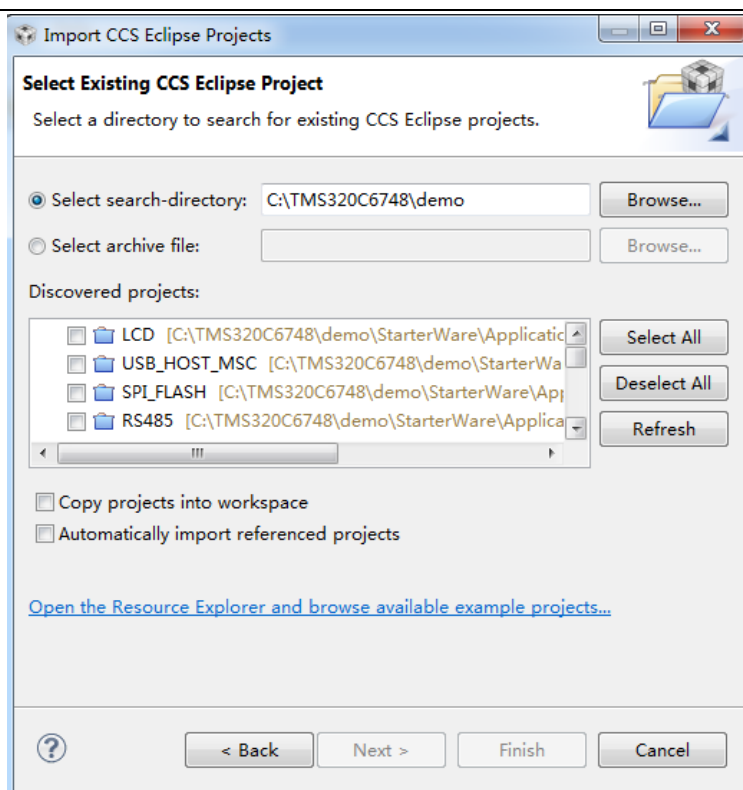 Import CCS Eclipse Projects
Select Existing CCS Eclipse Project
Select a directory to search for existing CCS Eclipse projects.
Select search-directory: C:\TMS320C6748\demo Browse...
Select archive file: Browse...
Discovered projects:
LCD [C:\TMS320C6748\demo\StarterWare\Applicatic Select All
USB_HOST_MSC [C:\TMS320C6748\demo\StarterWa
SPI_FLASH [C:\TMS320C6748\demo\StarterWare\App Deselect All
RS485 [C:\TMS320C6748\demo\StarterWare\Applica Refresh
Copy projects into workspace
Automatically import referenced projects
Open the Resource Explorer and browse available example projects...
? < Back Next > Finish Cancel